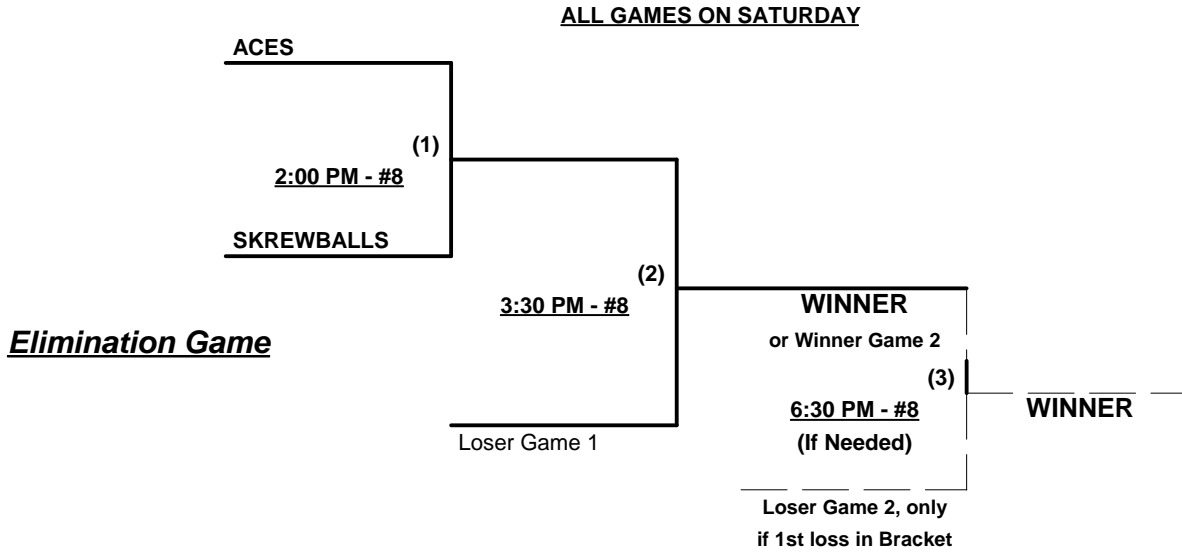 ALL GAMES ON SATURDAY
ACES
(1)
2:00 PM - #8
SKREWBALLS
(2)
3:30 PM - #8
WINNER
Elimination Game
or Winner Game 2
(3)
6:30 PM - #8
WINNER
Loser Game 1
(If Needed)
Loser Game 2, only
if 1st loss in Bracket